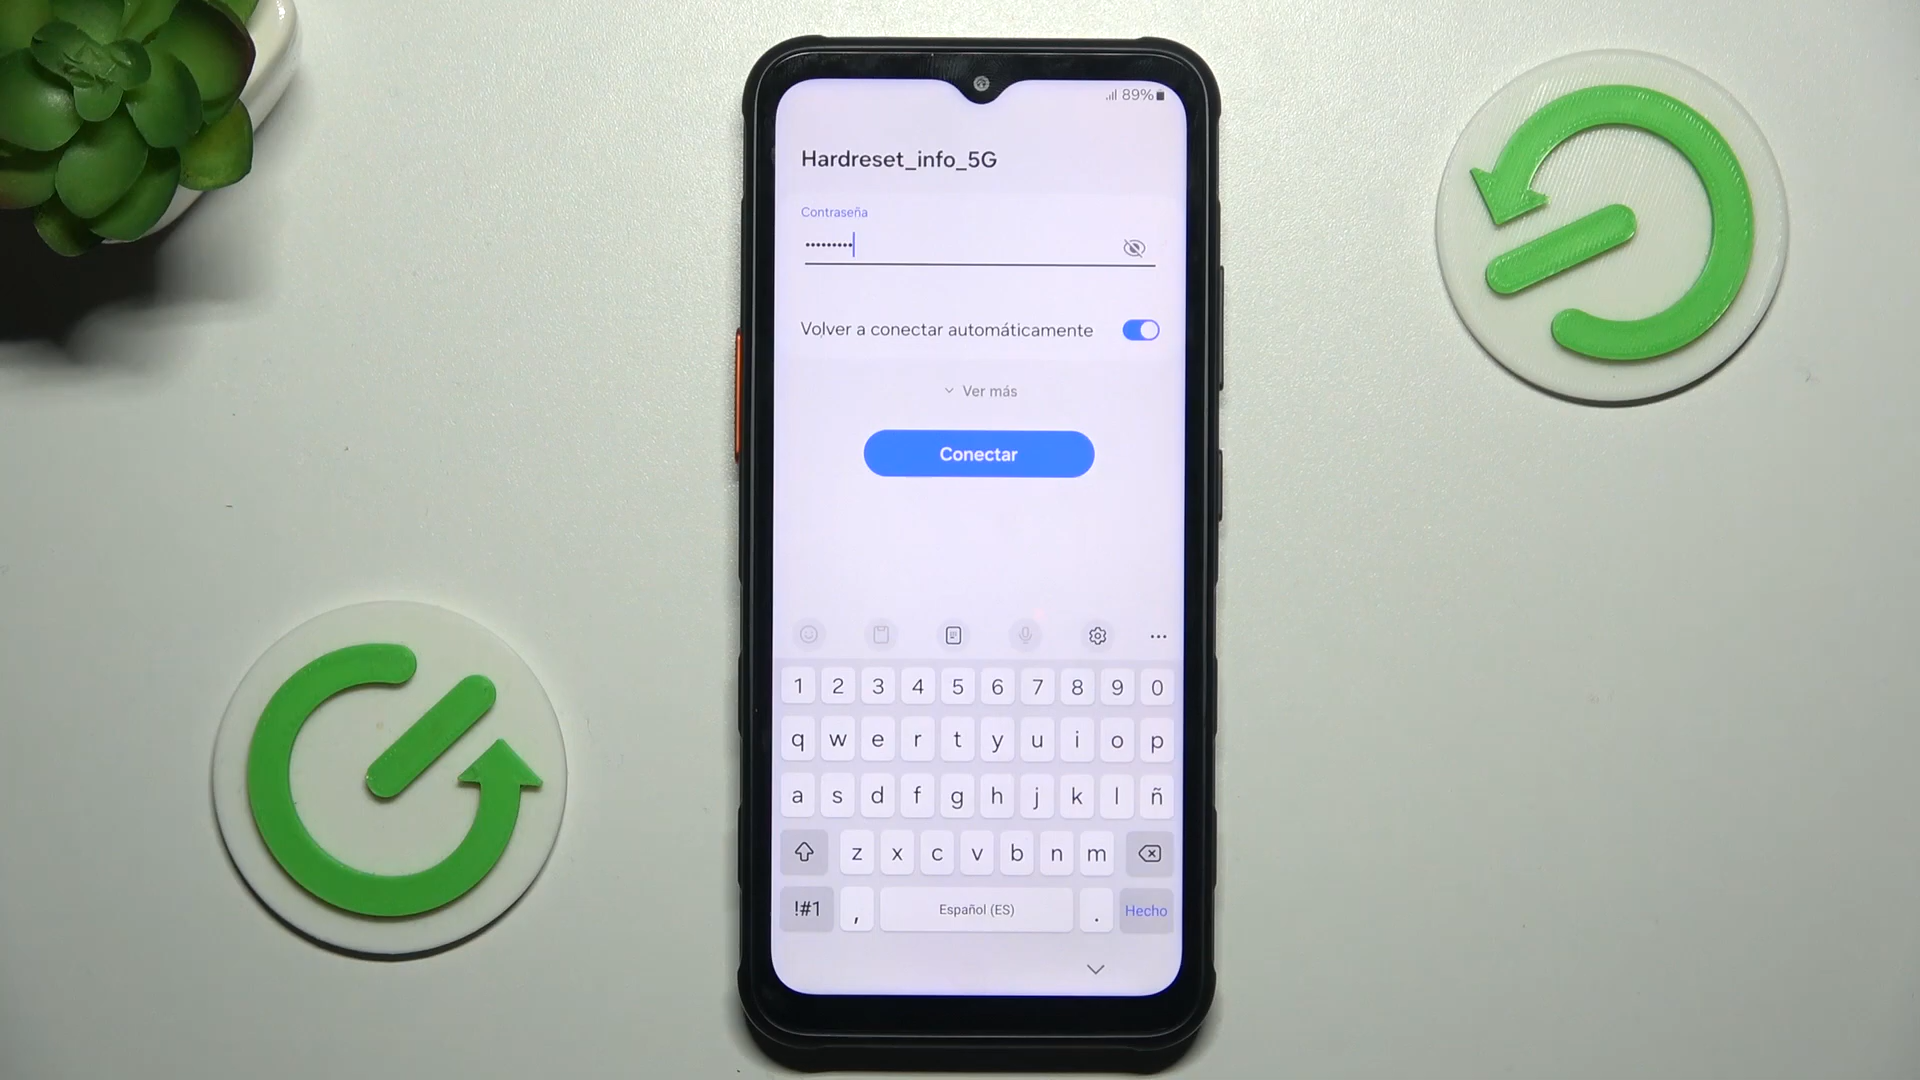 89%
Hardreset_info_5G
Contraseña
•••••••••
Volver a conectar automáticamente
Ver más
Conectar
1 2 3 4 5 6 7 8 9 0
q w e r t y u i o p
a s d f g h j k l ñ
z x c v b n m
!#1 , Español (ES) . Hecho